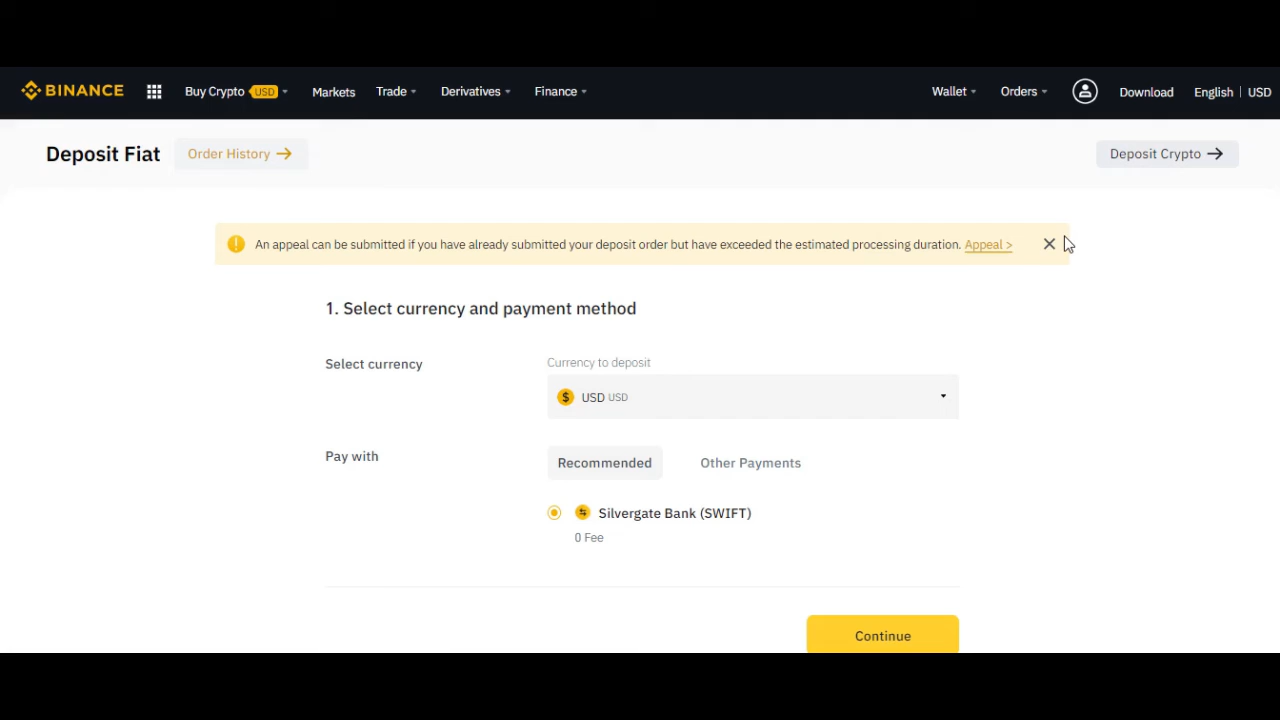 BINANCE Buy Crypto USD Markets Trade Derivatives Finance Wallet Orders Download English USD
Deposit Fiat Order History → Deposit Crypto →
An appeal can be submitted if you have already submitted your deposit order but have exceeded the estimated processing duration. Appeal >
1. Select currency and payment method
Select currency
Currency to deposit
$ USD USD
Pay with
Recommended Other Payments
Silvergate Bank (SWIFT)
0 Fee
Continue